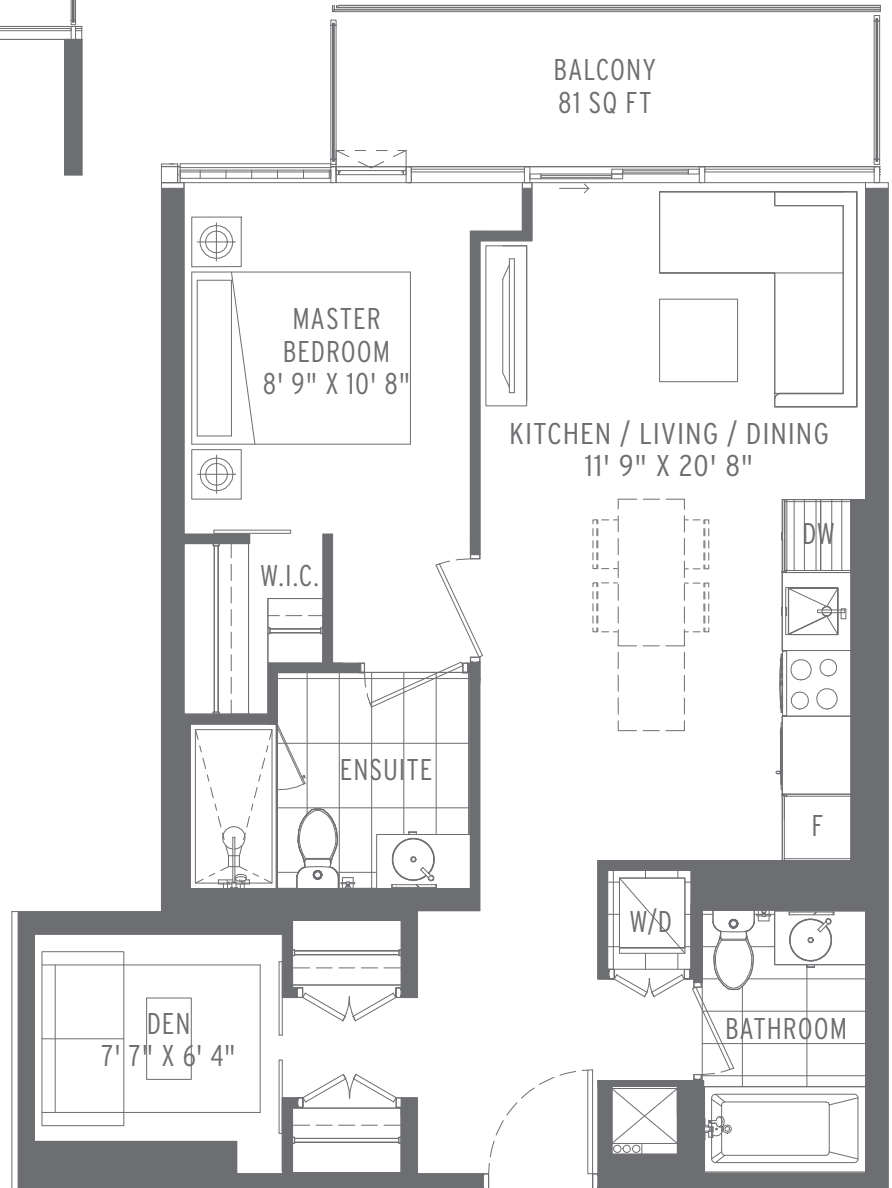 BALCONY
81 SQ FT
MASTER
BEDROOM
8' 9" X 10' 8"
KITCHEN / LIVING / DINING
11' 9" X 20' 8"
DW
W.I.C.
ENSUITE
F
W/D
DEN
7' 7" X 6' 4"
BATHROOM